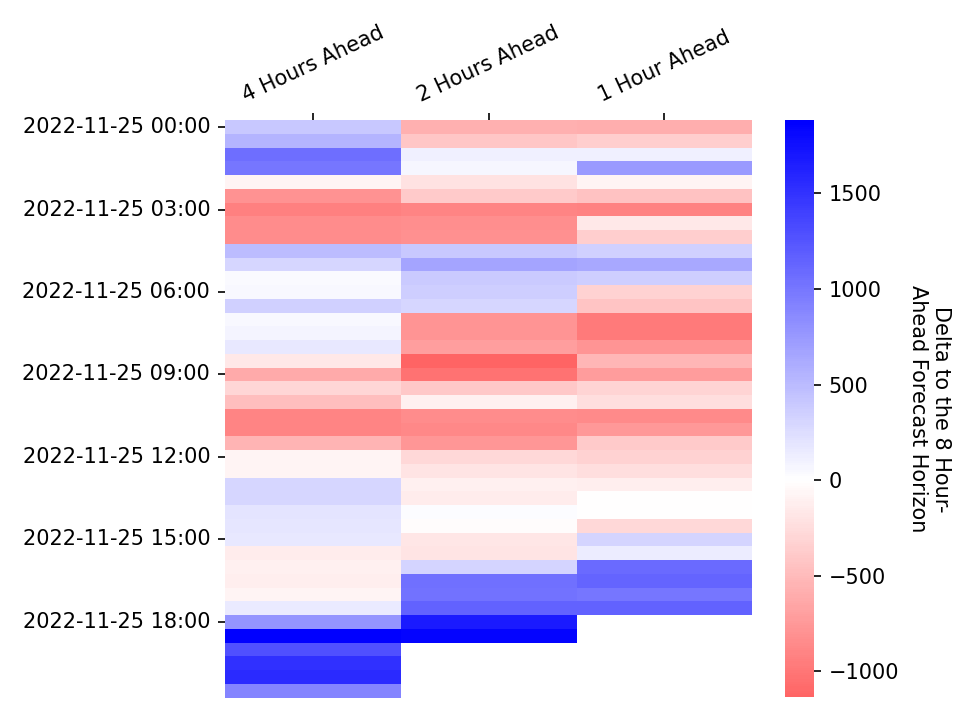 4 Hours Ahead
2 Hours Ahead
1 Hour Ahead
2022-11-25 00:00
2022-11-25 03:00
2022-11-25 06:00
2022-11-25 09:00
2022-11-25 12:00
2022-11-25 15:00
2022-11-25 18:00
1500
1000
500
0
−500
−1000
Delta to the 8 Hour-
Ahead Forecast Horizon